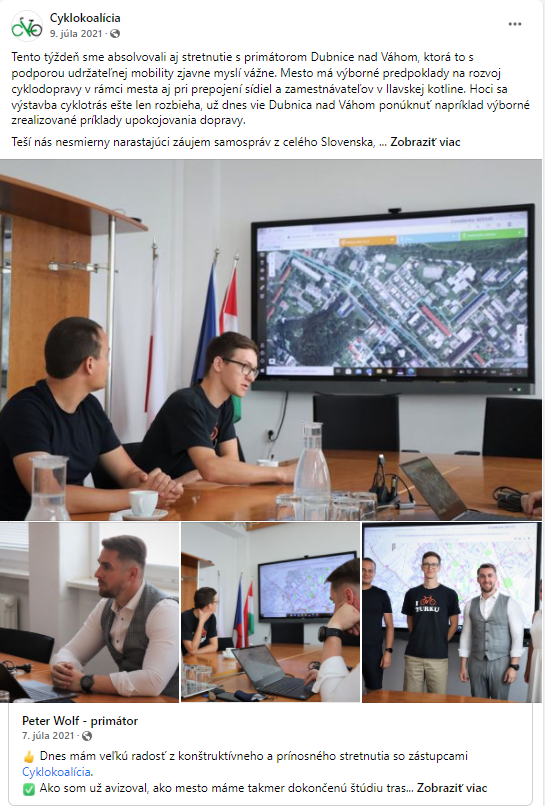 Cyklokoalícia
9. júla 2021 ·
Tento týždeň sme absolvovali aj stretnutie s primátorom Dubnice nad Váhom, ktorá to s
podporou udržateľnej mobility zjavne myslí vážne. Mesto má výborné predpoklady na rozvoj
cyklodopravy v rámci mesta aj pri prepojení sídiel a zamestnávateľov v Ilavskej kotline. Hoci sa
výstavba cyklotrás ešte len rozbieha, už dnes vie Dubnica nad Váhom ponúknuť napríklad výborné
zrealizované príklady upokojovania dopravy.
Teší nás nesmierny narastajúci záujem samospráv z celého Slovenska, ... Zobraziť viac
I
TURKU
Peter Wolf - primátor
7. júla 2021 ·
👍 Dnes mám veľkú radosť z konštruktívneho a prínosného stretnutia so zástupcami
Cyklokoalícia.
✅ Ako som už avizoval, ako mesto máme takmer dokončenú štúdiu tras... Zobraziť viac